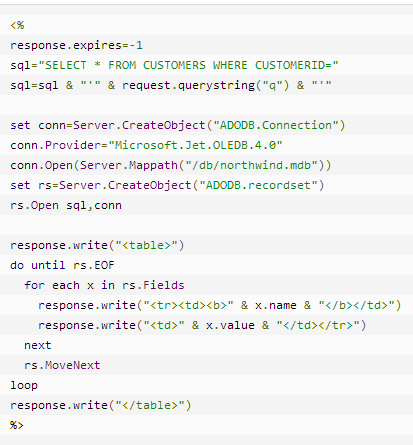 <%
response.expires=-1
sql="SELECT * FROM CUSTOMERS WHERE CUSTOMERID="
sql=sql & "'" & request.querystring("q") & "'"

set conn=Server.CreateObject("ADODB.Connection")
conn.Provider="Microsoft.Jet.OLEDB.4.0"
conn.Open(Server.Mappath("/db/northwind.mdb"))
set rs=Server.CreateObject("ADODB.recordset")
rs.Open sql,conn

response.write("<table>")
do until rs.EOF
  for each x in rs.Fields
    response.write("<tr><td><b>" & x.name & "</b></td>")
    response.write("<td>" & x.value & "</td></tr>")
  next
  rs.MoveNext
loop
response.write("</table>")
%>